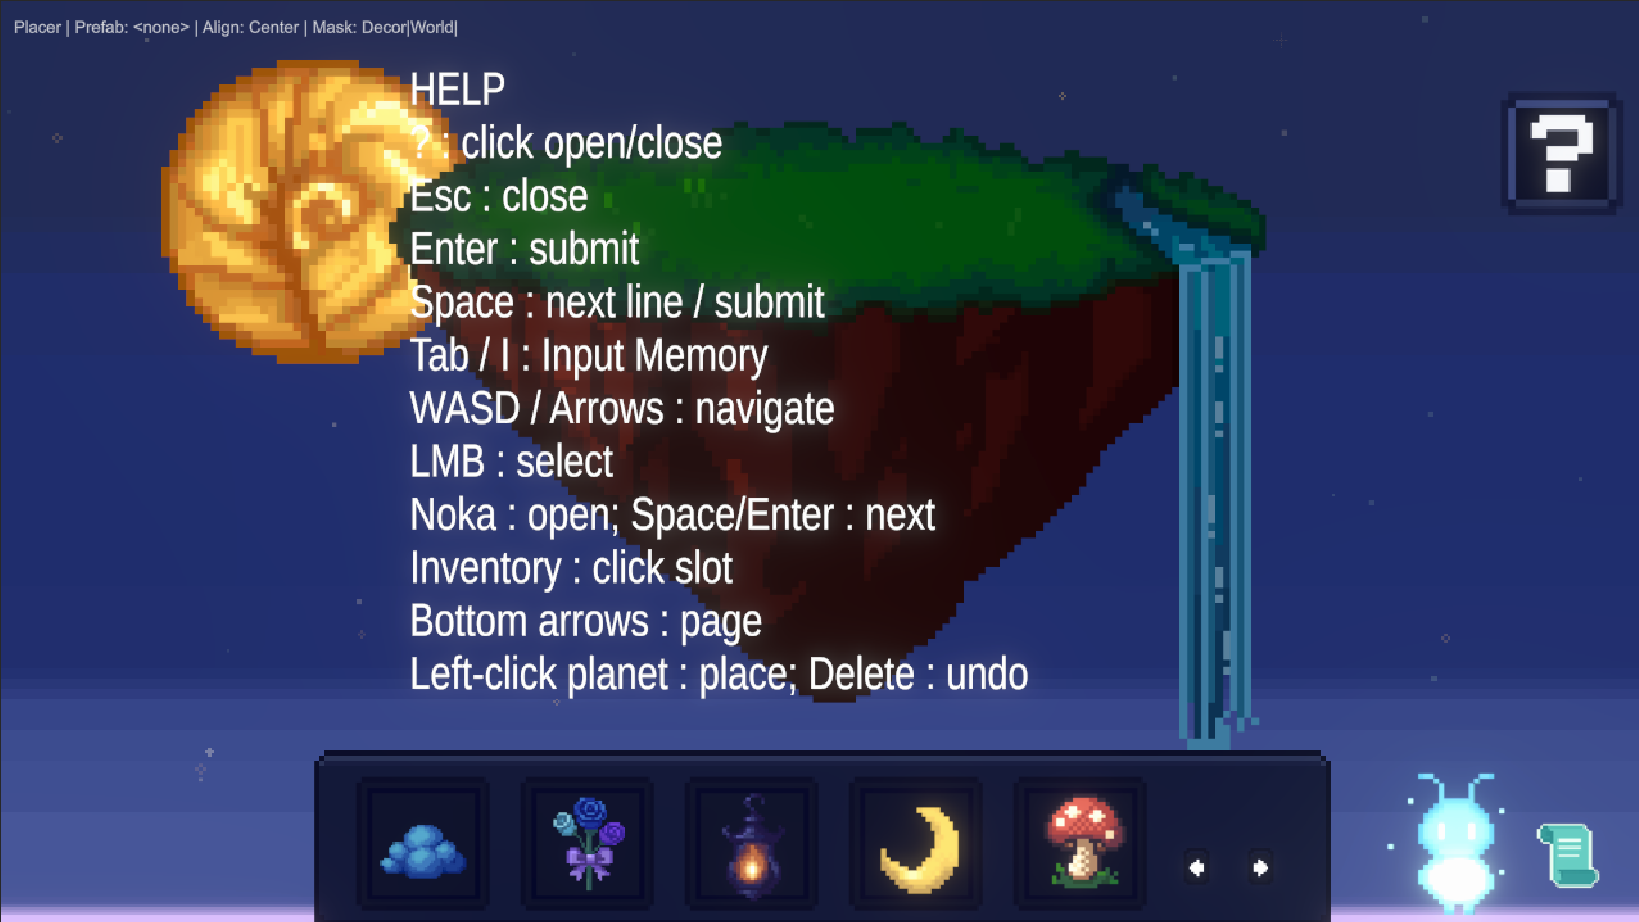 Placer | Prefab: <none> | Align: Center | Mask: Decor|World|
HELP
? : click open/close
Esc : close
Enter : submit
Space : next line / submit
Tab / I : Input Memory
WASD / Arrows : navigate
LMB : select
Noka : open; Space/Enter : next
Inventory : click slot
Bottom arrows : page
Left-click planet : place; Delete : undo
?